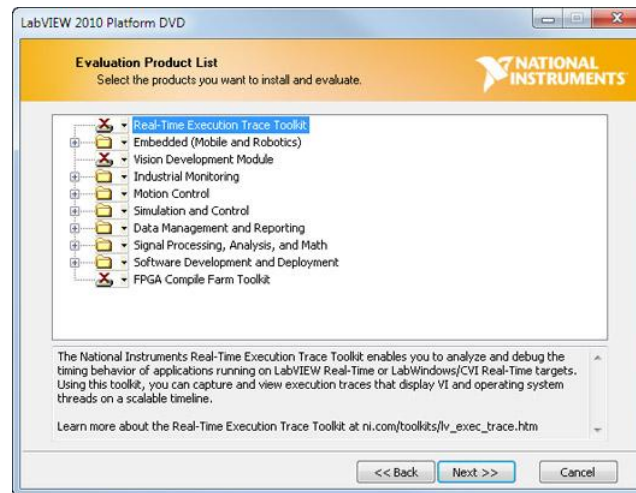 LabVIEW 2010 Platform DVD
Evaluation Product List
Select the products you want to install and evaluate.
NATIONAL
INSTRUMENTS
Real-Time Execution Trace Toolkit
Embedded (Mobile and Robotics)
Vision Development Module
Industrial Monitoring
Motion Control
Simulation and Control
Data Management and Reporting
Signal Processing, Analysis, and Math
Software Development and Deployment
FPGA Compile Farm Toolkit
The National Instruments Real-Time Execution Trace Toolkit enables you to analyze and debug the
timing behavior of applications running on LabVIEW Real-Time or LabWindows/CVI Real-Time targets.
Using this toolkit, you can capture and view execution traces that display VI and operating system
threads on a scalable timeline.
Learn more about the Real-Time Execution Trace Toolkit at ni.com/toolkits/lv_exec_trace.htm
<< Back
Next >>
Cancel